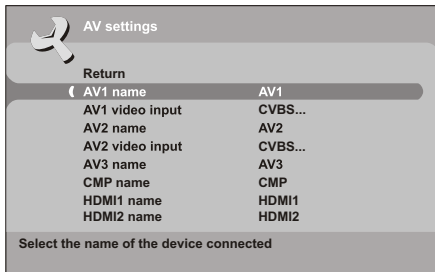 AV settings
Return
AV1 name AV1
AV1 video input CVBS...
AV2 name AV2
AV2 video input CVBS...
AV3 name AV3
CMP name CMP
HDMI1 name HDMI1
HDMI2 name HDMI2
Select the name of the device connected